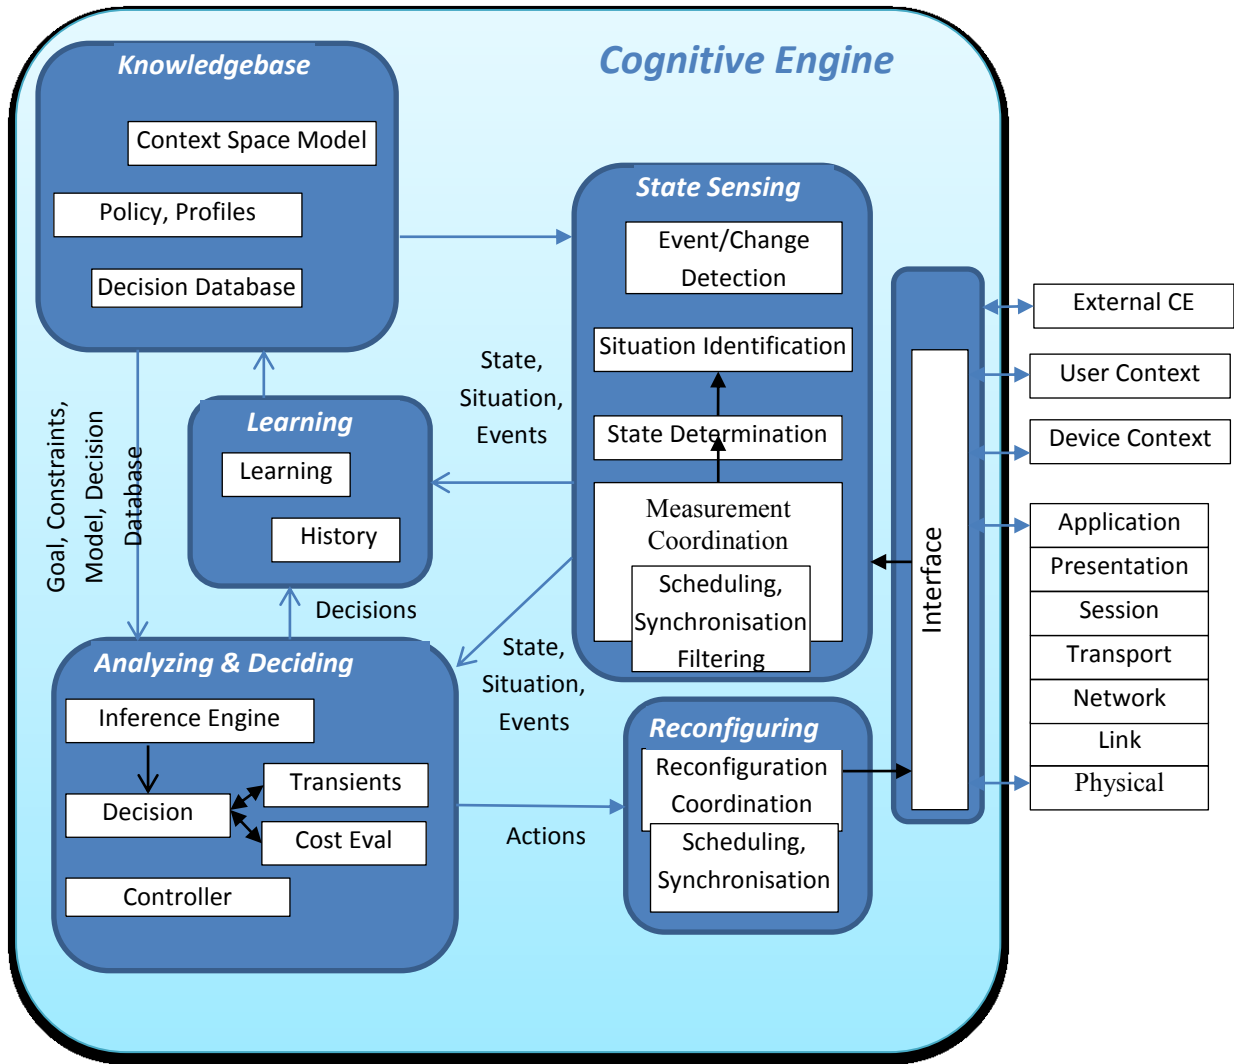 Cognitive Engine
Knowledgebase
Context Space Model
Policy, Profiles
Decision Database
State Sensing
Event/Change
Detection
Situation Identification
State Determination
Measurement
Coordination
Scheduling,
Synchronisation
Filtering
State,
Situation,
Events
Learning
Learning
History
Goal, Constraints,
Model, Decision
Database
Decisions
Analyzing & Deciding
Inference Engine
Decision
Transients
Cost Eval
Controller
State,
Situation,
Events
Actions
Reconfiguring
Reconfiguration
Coordination
Scheduling,
Synchronisation
Interface
External CE
User Context
Device Context
Application
Presentation
Session
Transport
Network
Link
Physical